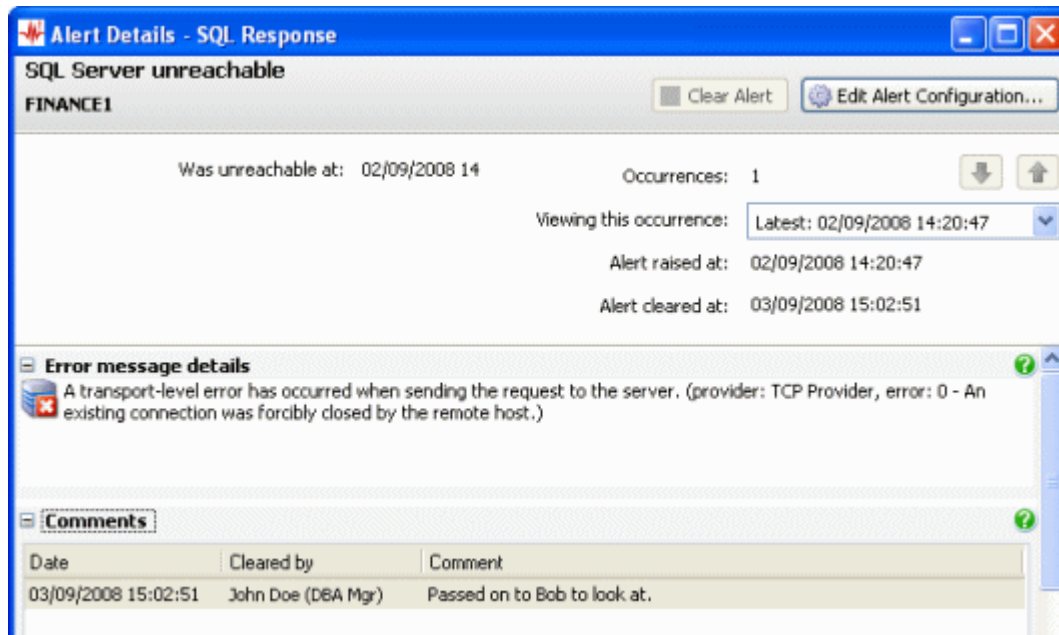 Alert Details - SQL Response
SQL Server unreachable
FINANCE1
Clear Alert
Edit Alert Configuration...
Was unreachable at: 02/09/2008 14
Occurrences: 1
Viewing this occurrence: Latest: 02/09/2008 14:20:47
Alert raised at: 02/09/2008 14:20:47
Alert cleared at: 03/09/2008 15:02:51
Error message details
A transport-level error has occurred when sending the request to the server. (provider: TCP Provider, error: 0 - An
existing connection was forcibly closed by the remote host.)
Comments
Date Cleared by Comment
03/09/2008 15:02:51 John Doe (DBA Mgr) Passed on to Bob to look at.